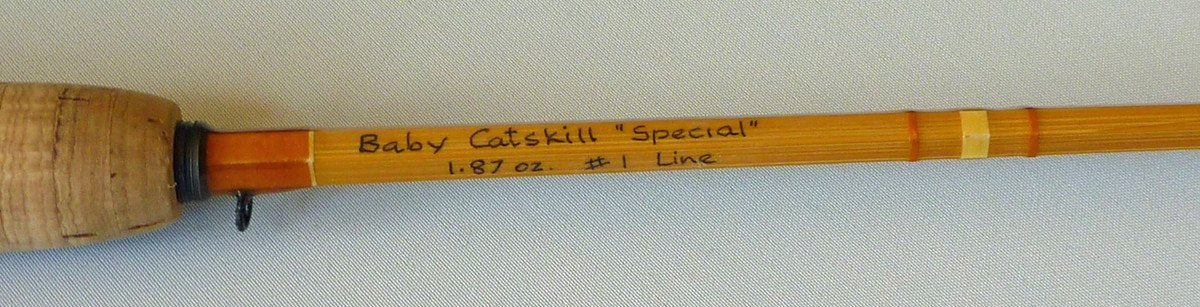 Baby Catskill "Special"
1.87 oz. #1 Line